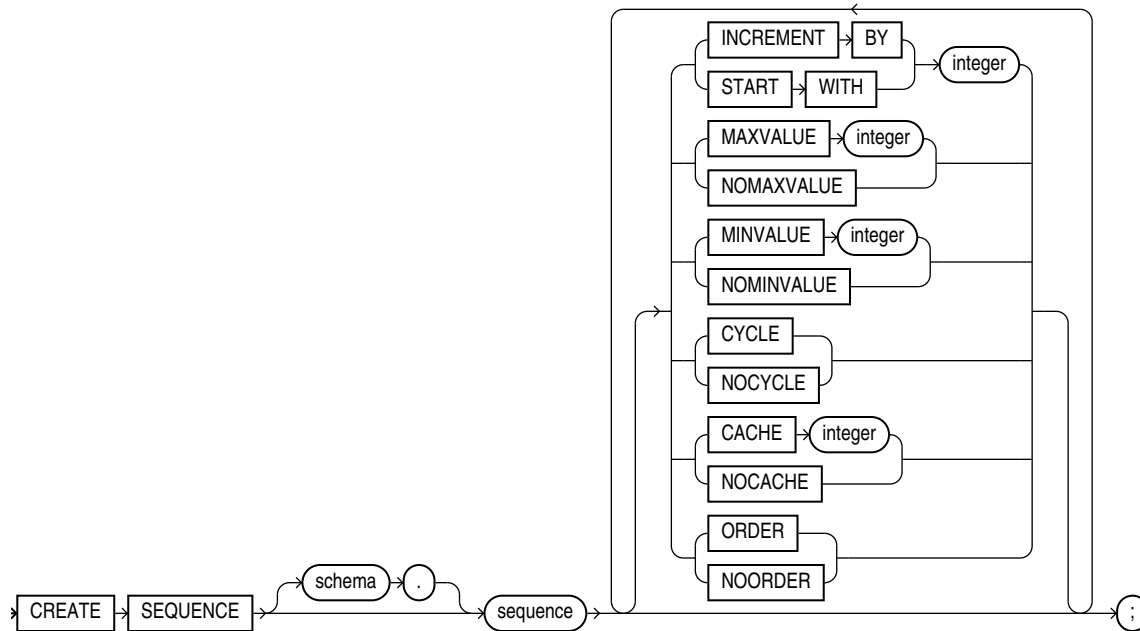 INCREMENT BY
integer
START WITH
MAXVALUE integer
NOMAXVALUE
MINVALUE integer
NOMINVALUE
CYCLE
NOCYCLE
CACHE integer
NOCACHE
ORDER
NOORDER
schema .
CREATE SEQUENCE sequence ;